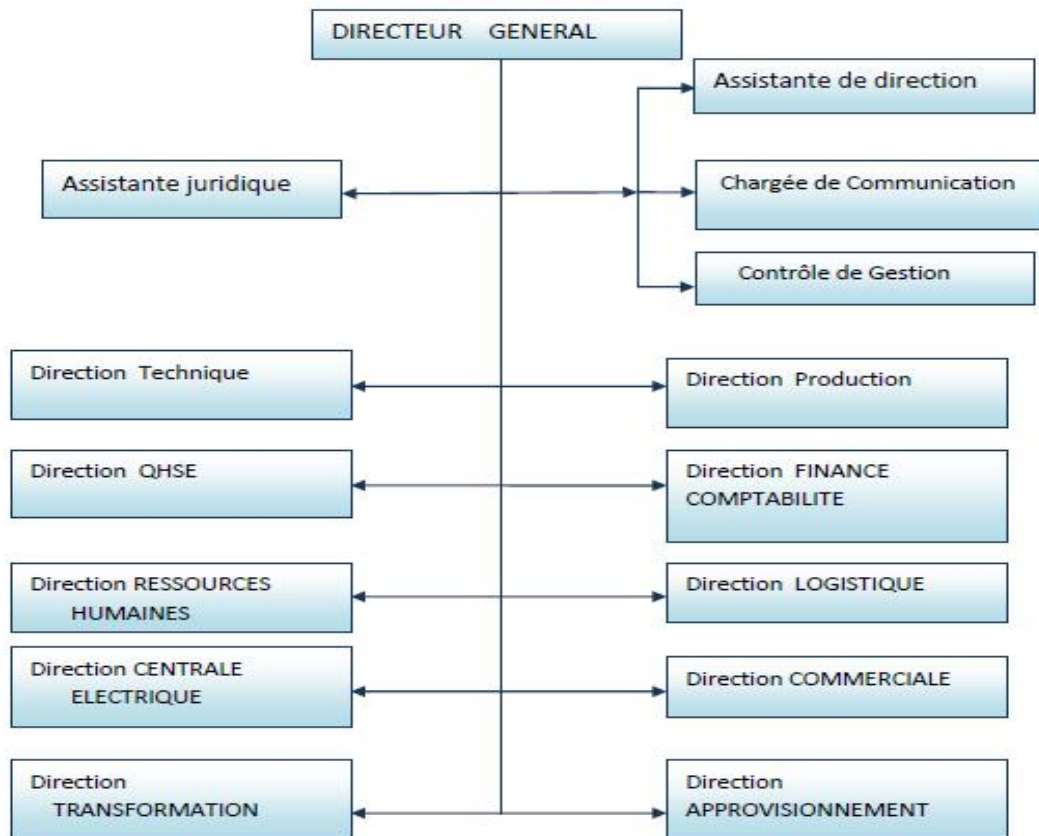 DIRECTEUR GENERAL
Assistante de direction
Assistante juridique
Chargée de Communication
Contrôle de Gestion
Direction Technique
Direction Production
Direction QHSE
Direction FINANCE
COMPTABILITE
Direction RESSOURCES
HUMAINES
Direction LOGISTIQUE
Direction CENTRALE
ELECTRIQUE
Direction COMMERCIALE
Direction
TRANSFORMATION
Direction
APPROVISIONNEMENT